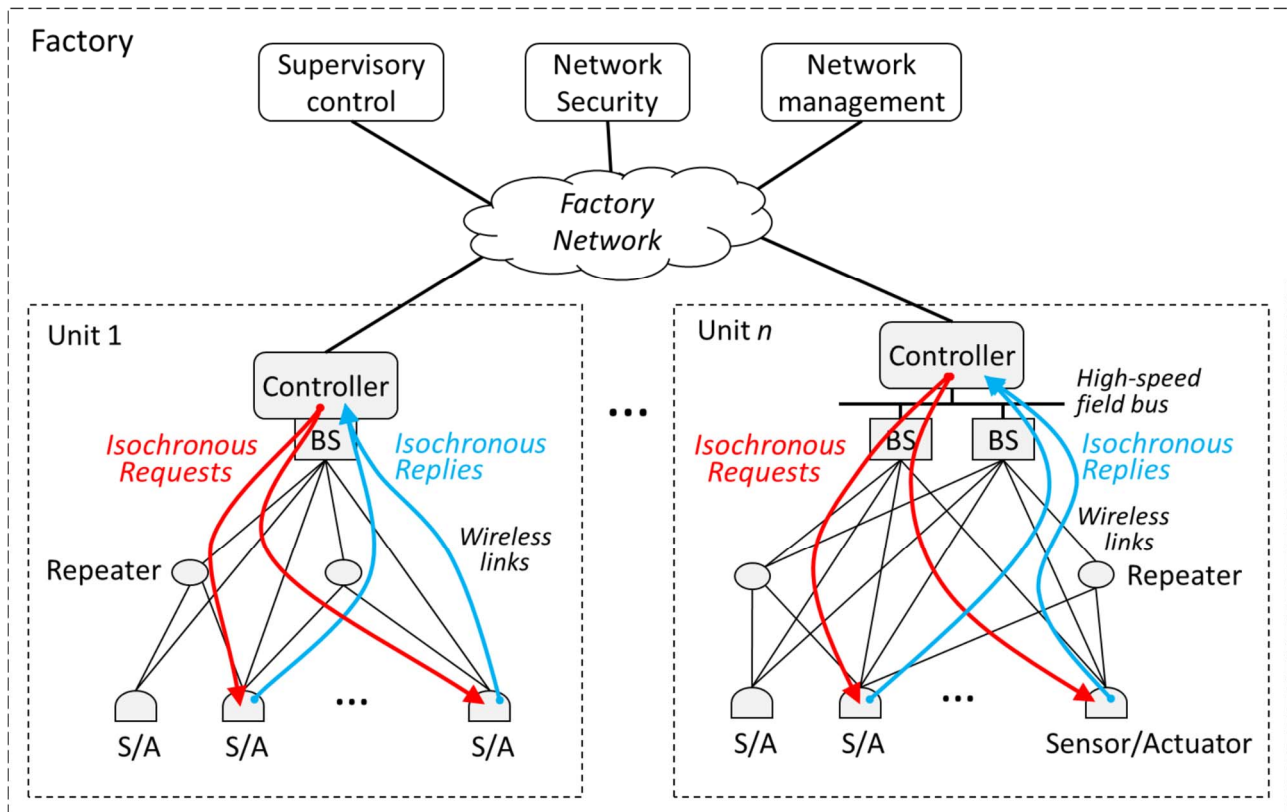 Factory
Supervisory
control
Network
Security
Network
management
Factory
Network
Unit 1
Controller
BS
Isochronous
Requests
Isochronous
Replies
Wireless
links
Repeater
...
S/A
S/A
S/A
...
Unit n
Controller
High-speed
field bus
BS
BS
Isochronous
Requests
Isochronous
Replies
Wireless
links
Repeater
...
S/A
S/A
Sensor/Actuator